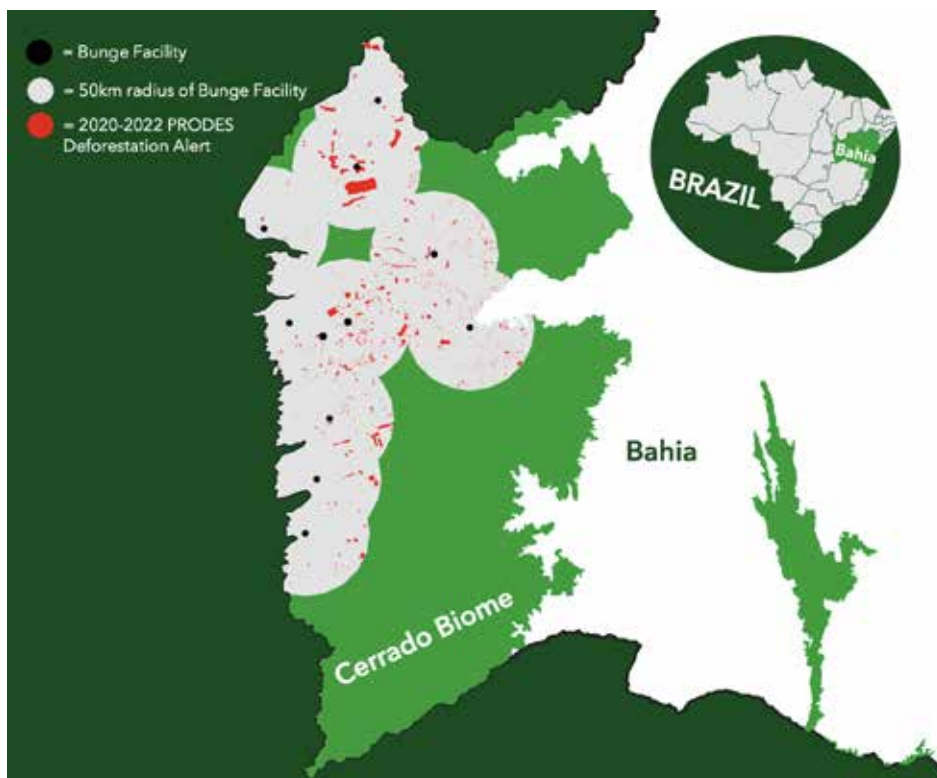 = Bunge Facility
= 50km radius of Bunge Facility
= 2020-2022 PRODES
Deforestation Alert
Bahia
BRAZIL
Bahia
Cerrado Biome